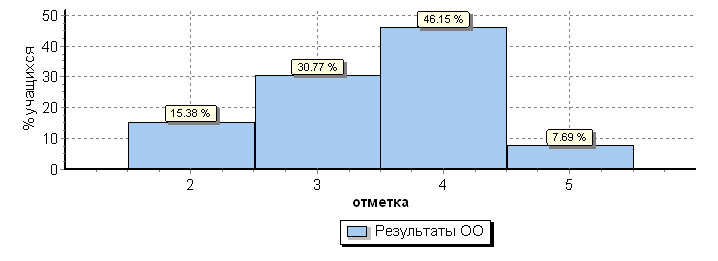 50
46.15 %
40
30.77 %
30
% учащихся
20
15.38 %
10
7.69 %
0
2 3 4 5
отметка
Результаты ОО